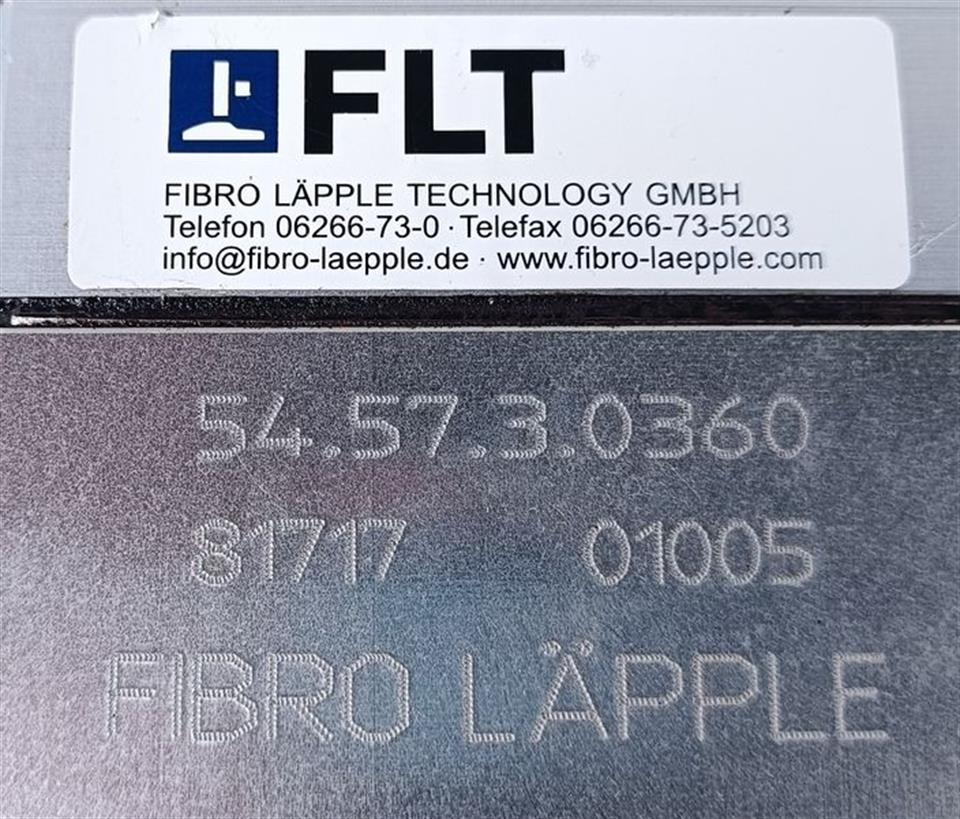 FLT
FIBRO LÄPPLE TECHNOLOGY GMBH
Telefon 06266-73-0 · Telefax 06266-73-5203
info@fibro-laepple.de · www.fibro-laepple.com
54.57.3.0360
81717 01005
FIBRO LÄPPLE